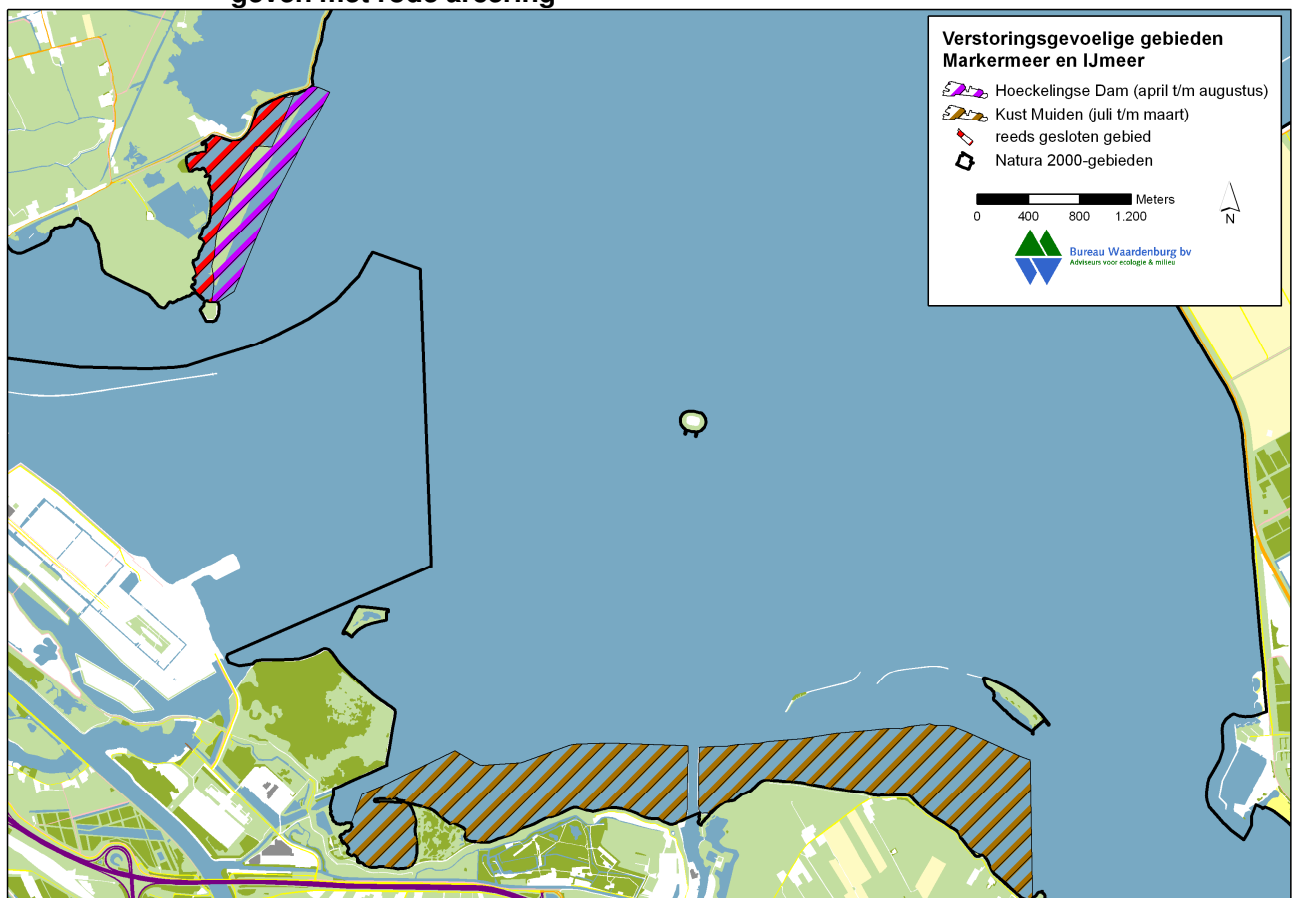 Verstoringsgevoelige gebieden
Markermeer en IJmeer
Hoeckelingse Dam (april t/m augustus)
Kust Muiden (juli t/m maart)
reeds gesloten gebied
Natura 2000-gebieden
Meters
0 400 800 1.200
N
Bureau Waardenburg bv
Adviseurs voor ecologie & milieu